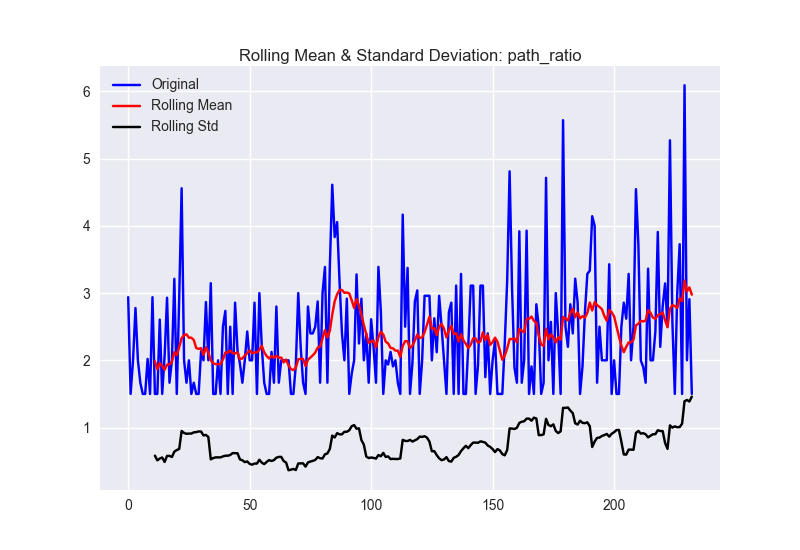 Rolling Mean & Standard Deviation: path_ratio
Original
Rolling Mean
Rolling Std
6
5
4
3
2
1
0
50
100
150
200